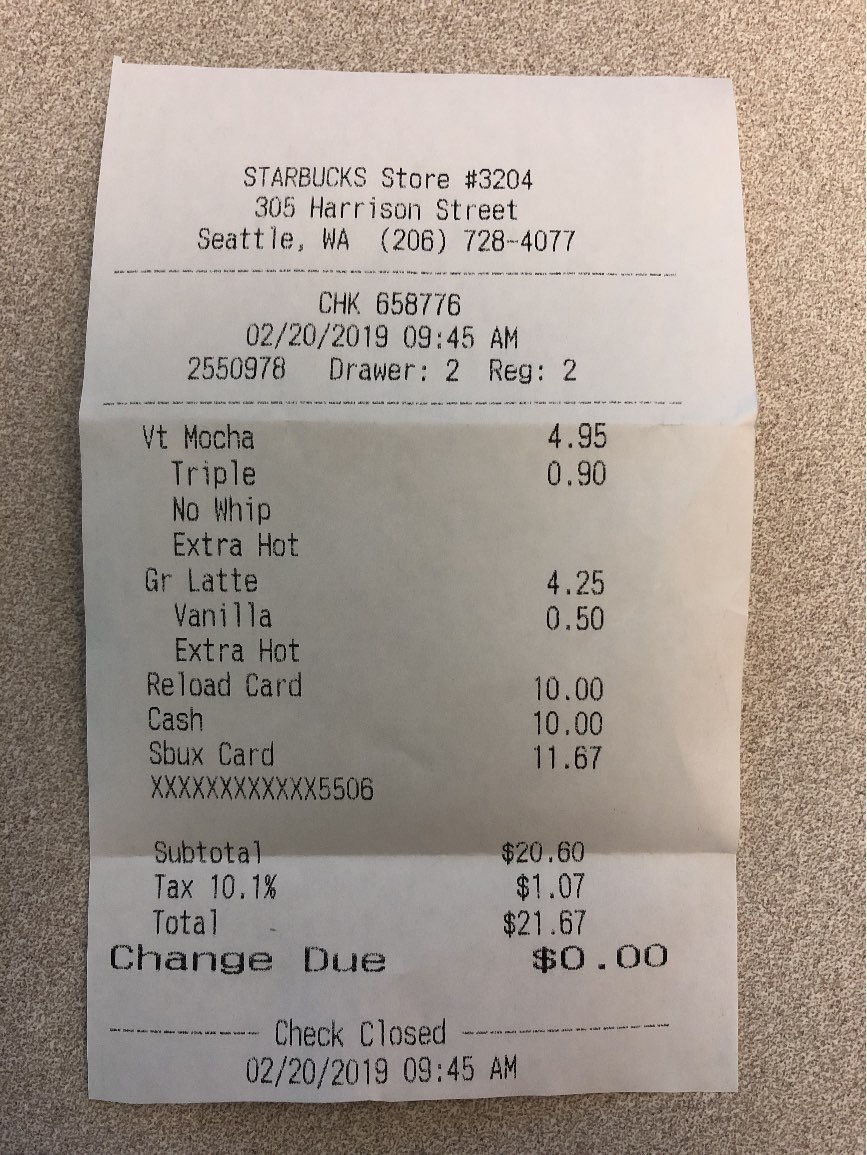 STARBUCKS Store #3204
305 Harrison Street
Seattle, WA (206) 728-4077
CHK 658776
02/20/2019 09:45 AM
2550978 Drawer: 2 Reg: 2
Vt Mocha 4.95
Triple 0.90
No Whip
Extra Hot
Gr Latte 4.25
Vanilla 0.50
Extra Hot
Reload Card 10.00
Cash 10.00
Sbux Card 11.67
XXXXXXXXXXXX5506
Subtotal $20.60
Tax 10.1% $1.07
Total $21.67
Change Due $0.00
Check Closed
02/20/2019 09:45 AM